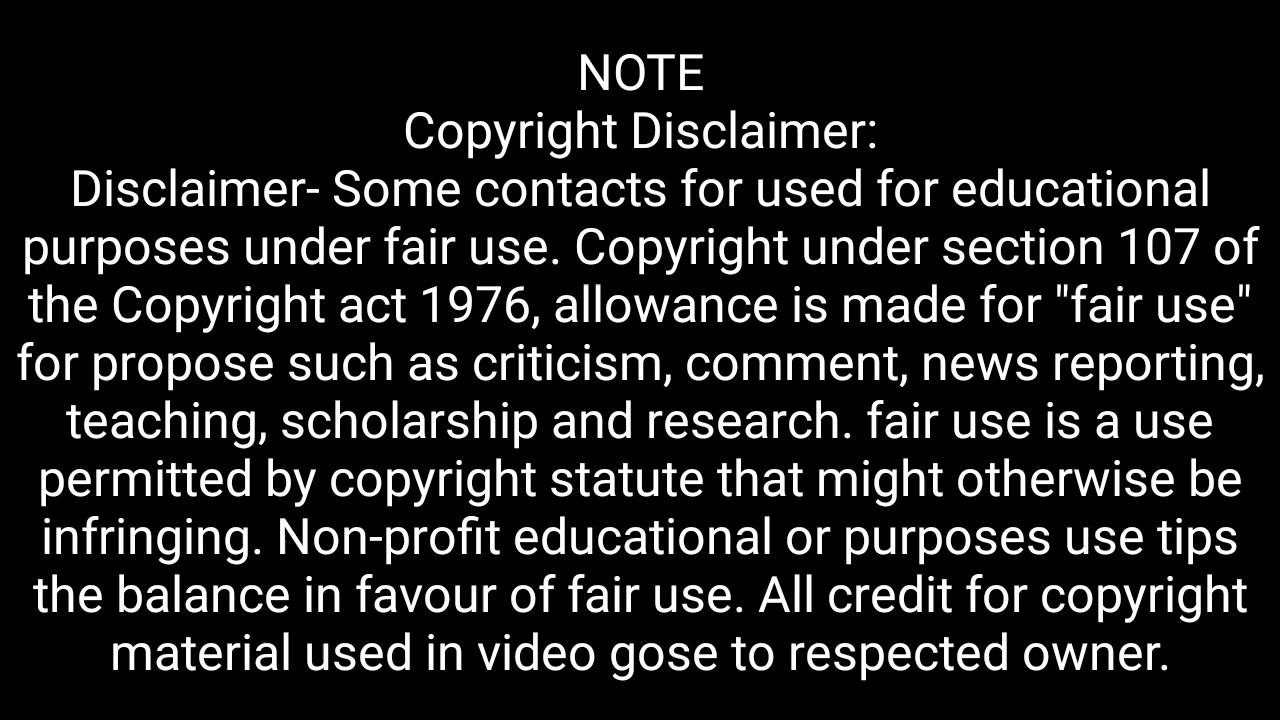 NOTE
Copyright Disclaimer:
Disclaimer- Some contacts for used for educational
purposes under fair use. Copyright under section 107 of
the Copyright act 1976, allowance is made for "fair use"
for propose such as criticism, comment, news reporting,
teaching, scholarship and research. fair use is a use
permitted by copyright statute that might otherwise be
infringing. Non-profit educational or purposes use tips
the balance in favour of fair use. All credit for copyright
material used in video gose to respected owner.